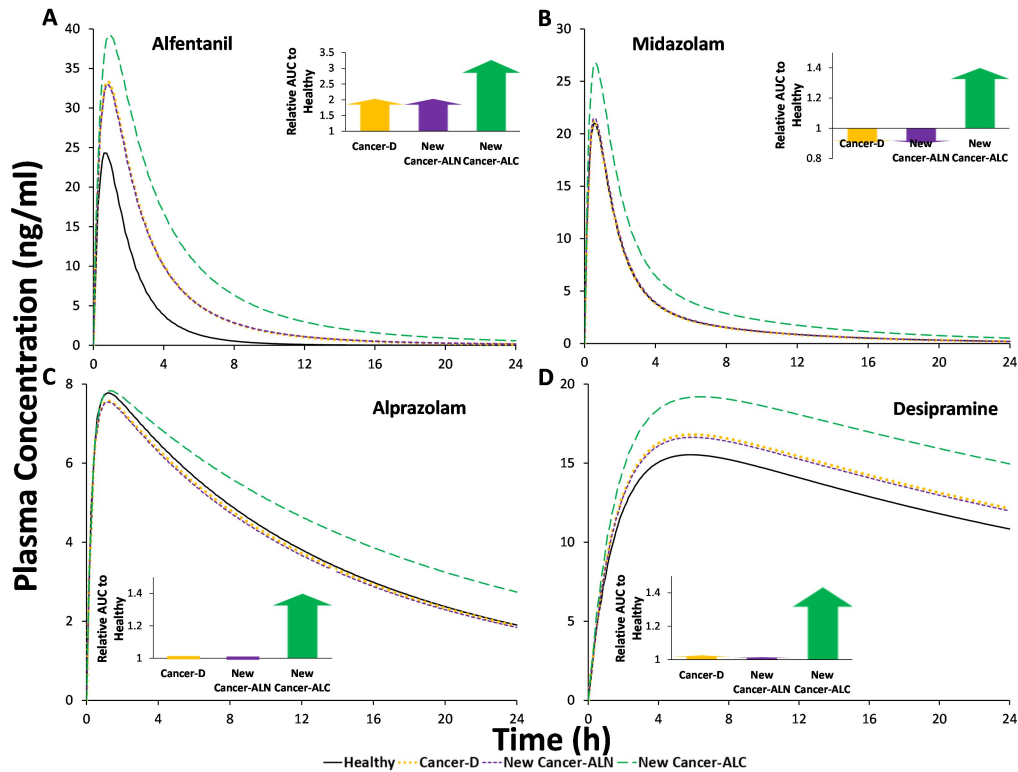 A
Alfentanil
40
35
30
25
20
15
10
5
0
0 4 8 12 16 20 24
Relative AUC to
Healthy
3.5
3
2.5
2
1.5
1
Cancer-D
New
Cancer-ALN
New
Cancer-ALC
B
Midazolam
30
25
20
15
10
5
0
0 4 8 12 16 20 24
Relative AUC to
Healthy
1.4
1.2
1
0.8
Cancer-D
New
Cancer-ALN
New
Cancer-ALC
Plasma Concentration (ng/ml)
C
Alprazolam
8
6
4
2
0
0 4 8 12 16 20 24
Relative AUC to
Healthy
1.4
1.2
1
Cancer-D
New
Cancer-ALN
New
Cancer-ALC
D
Desipramine
20
15
10
5
0
0 4 8 12 16 20 24
Relative AUC to
Healthy
1.4
1.2
1
Cancer-D
New
Cancer-ALN
New
Cancer-ALC
Time (h)
Healthy Cancer-D New Cancer-ALN New Cancer-ALC